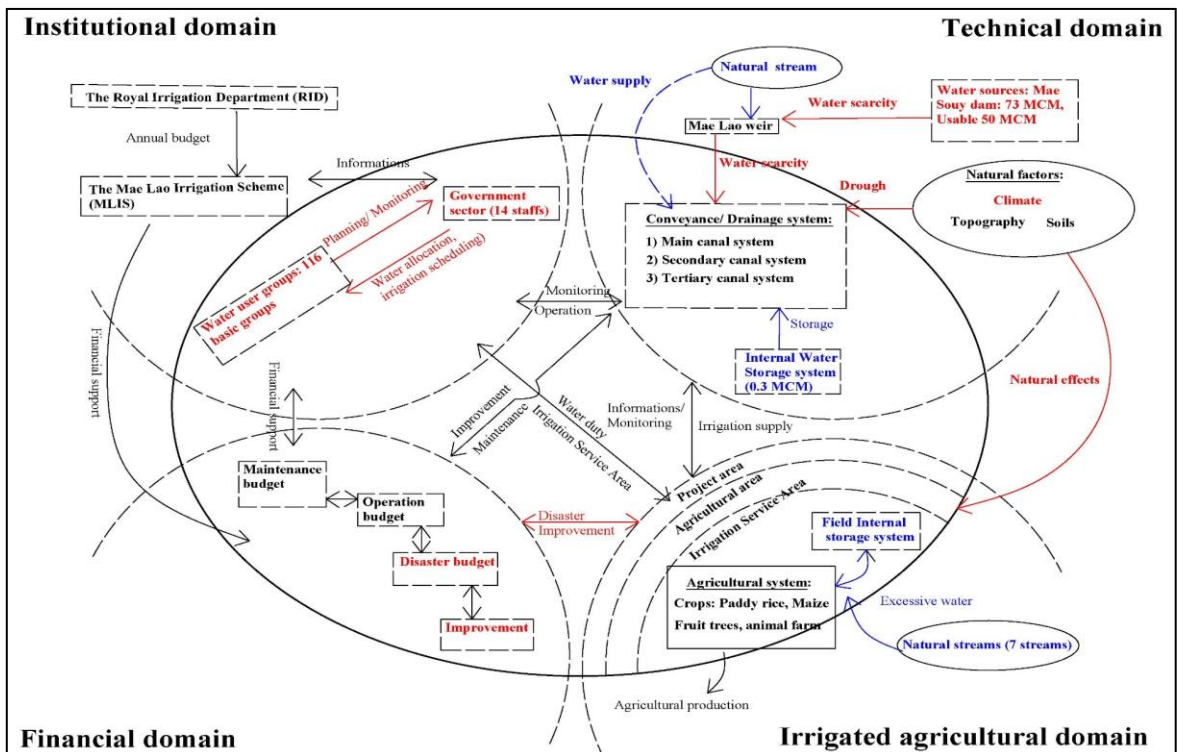 Institutional domain
Technical domain
The Royal Irrigation Department (RID)
Annual budget
The Mae Lao Irrigation Scheme
(MLIS)
Informations
Government
sector (14 staffs)
Planning/ Monitoring
Water allocation,
irrigation scheduling)
Water user groups: 116
basic groups
Financial
support
Natural stream
Water supply
Mae Lao weir
Water scarcity
Water sources: Mae
Souy dam: 73 MCM,
Usable 50 MCM
Water scarcity
Drough
Natural factors:
Climate
Topography Soils
Conveyance/ Drainage system:
1) Main canal system
2) Secondary canal system
3) Tertiary canal system
Monitoring
Operation
Storage
Internal Water
Storage system
(0.3 MCM)
Natural effects
Financial
support
Improvement
Maintenance
Water duty
Irrigation Service Area
Informations/
Monitoring
Irrigation supply
Maintenance
budget
Operation
budget
Disaster budget
Improvement
Disaster
Improvement
Project area
Agricultural area
Irrigation Service Area
Field Internal
storage system
Agricultural system:
Crops: Paddy rice, Maize
Fruit trees, animal farm
Excessive water
Natural streams (7 streams)
Agricultural production
Financial domain
Irrigated agricultural domain